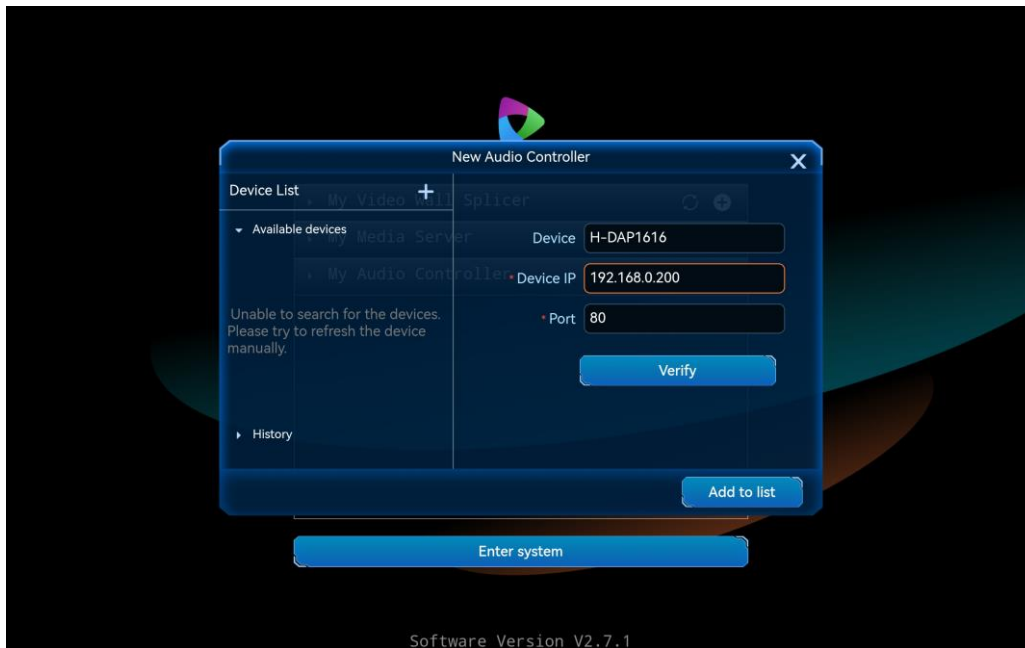 New Audio Controller
X
Device List +
My Video Wall Splicer
Available devices
My Media Server
Device H-DAP1616
My Audio Controller
* Device IP 192.168.0.200
Unable to search for the devices.
Please try to refresh the device
manually.
* Port 80
Verify
History
Add to list
Enter system
Software Version V2.7.1